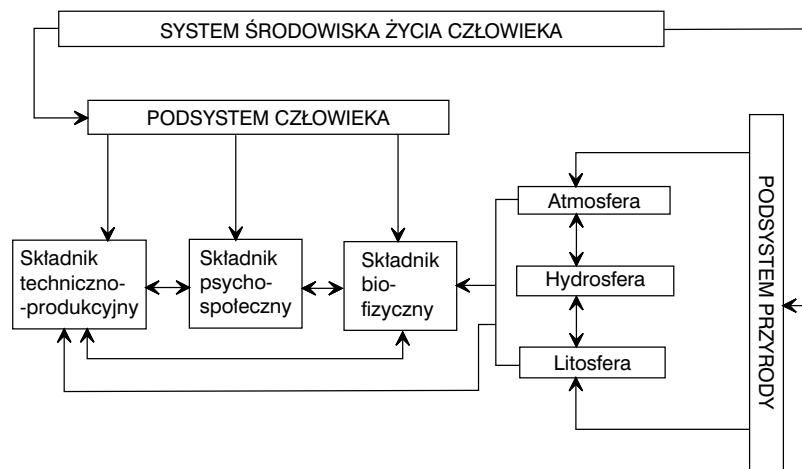 SYSTEM ŚRODOWISKA ŻYCIA CZŁOWIEKA
PODSYSTEM CZŁOWIEKA
Składnik
techniczno-
-produkcyjny
Składnik
psycho-
społeczny
Składnik
bio-
fizyczny
Atmosfera
Hydrosfera
Litosfera
PODSYSTEM PRZYRODY